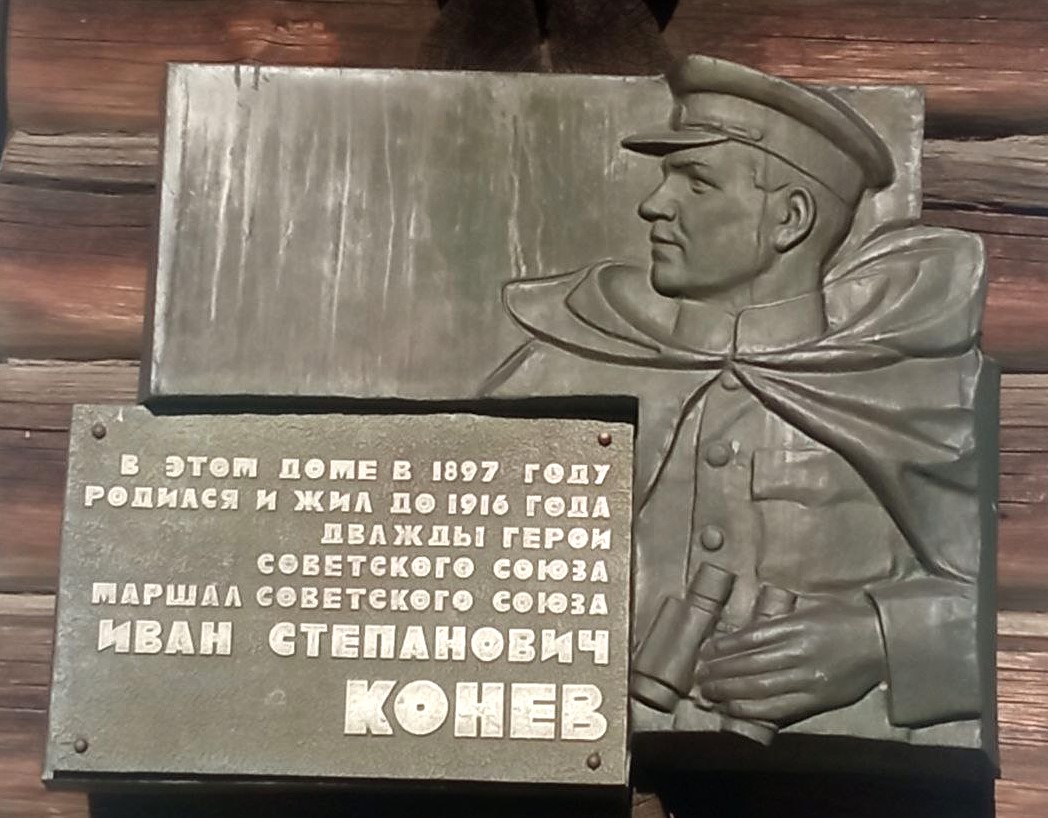 В ЭТОМ ДОМЕ В 1897 ГОДУ
РОДИЛСЯ И ЖИЛ ДО 1916 ГОДА
ДВАЖДЫ ГЕРОЙ
СОВЕТСКОГО СОЮЗА
МАРШАЛ СОВЕТСКОГО СОЮЗА
ИВАН СТЕПАНОВИЧ
КОНЕВ